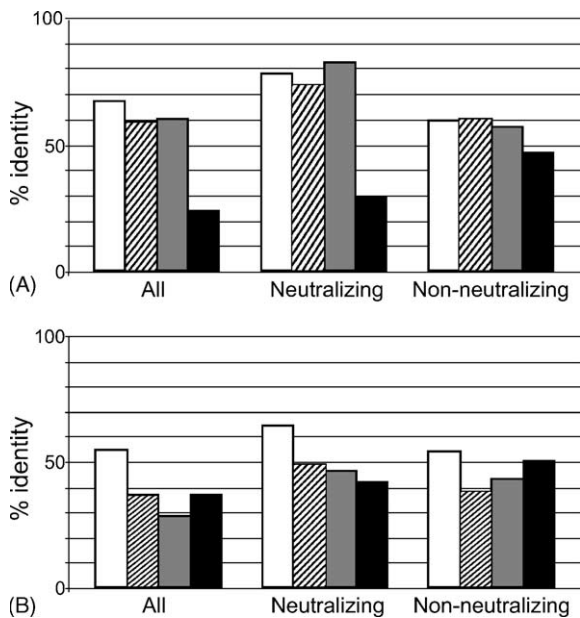 100
% identity
50
0
(A)
All Neutralizing Non-neutralizing
100
% identity
50
0
(B)
All Neutralizing Non-neutralizing